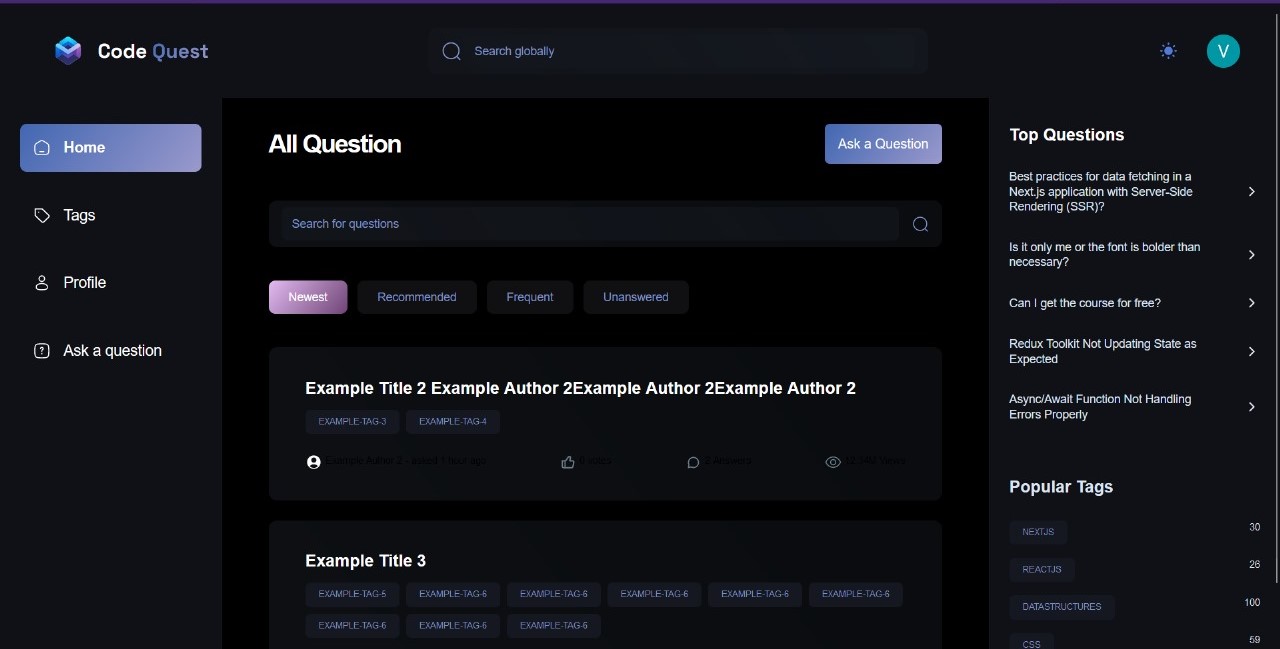 Code Quest
Search globally
V
Home
Tags
Profile
Ask a question
All Question
Ask a Question
Search for questions
Newest
Recommended
Frequent
Unanswered
Example Title 2 Example Author 2Example Author 2Example Author 2
EXAMPLE-TAG-3
EXAMPLE-TAG-4
Example Author 2 - asked 1 hour ago
0 votes
2 Answers
Views
Example Title 3
EXAMPLE-TAG-5
EXAMPLE-TAG-6
EXAMPLE-TAG-6
EXAMPLE-TAG-6
EXAMPLE-TAG-6
EXAMPLE-TAG-6
EXAMPLE-TAG-6
EXAMPLE-TAG-6
EXAMPLE-TAG-6
Top Questions
Best practices for data fetching in a
Next.js application with Server-Side
Rendering (SSR)?
Is it only me or the font is bolder than
necessary?
Can I get the course for free?
Redux Toolkit Not Updating State as
Expected
Async/Await Function Not Handling
Errors Properly
Popular Tags
NEXTJS
30
REACTJS
26
DATASTRUCTURES
100
CSS
59